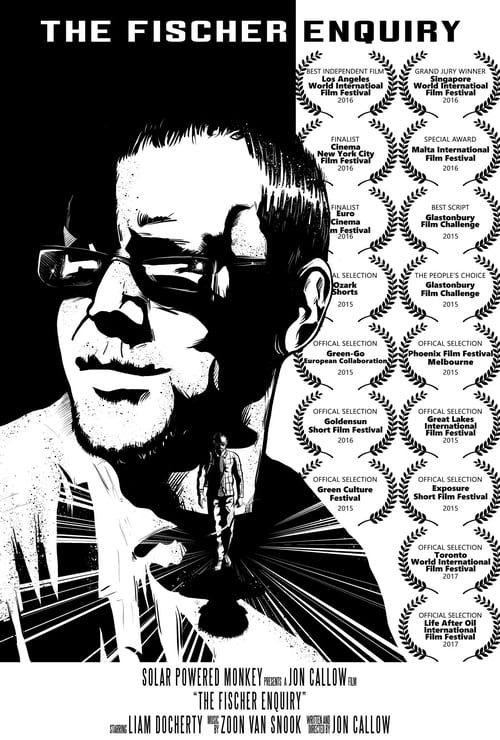 THE FISCHER ENQUIRY
BEST INDEPENDENT FILM
Los Angeles
World Internatioal
Film Festival
2016
GRAND JURY WINNER
Singapore
World Internatioal
Film Festival
2016
FINALIST
Cinema
New York City
Film Festival
2016
SPECIAL AWARD
Malta International
Film Festival
2016
FINALIST
Euro
Cinema
m Festival
2016
BEST SCRIPT
Glastonbury
Film Challenge
2015
AL SELECTION
Ozark
Shorts
2015
THE PEOPLE'S CHOICE
Glastonbury
Film Challenge
2015
OFFICAL SELECTION
Green-Go
European Collaboration
2015
OFFICAL SELECTION
Phoenix Film Festival
Melbourne
2015
OFFICAL SELECTION
Goldensun
Short Film Festival
2016
OFFICAL SELECTION
Great Lakes
International
Film Festival
2015
OFFICAL SELECTION
Green Culture
Festival
2015
OFFICAL SELECTION
Exposure
Short Film Festival
2015
OFFICAL SELECTION
Toronto
World International
Film Festival
2017
OFFICAL SELECTION
Life After Oil
International
Film Festival
2017
SOLAR POWERED MONKEY PRESENTS A JON CALLOW FILM
"THE FISCHER ENQUIRY"
STARRING LIAM DOCHERTY MUSIC BY ZOON VAN SNOOK WRITTEN AND DIRECTED BY JON CALLOW